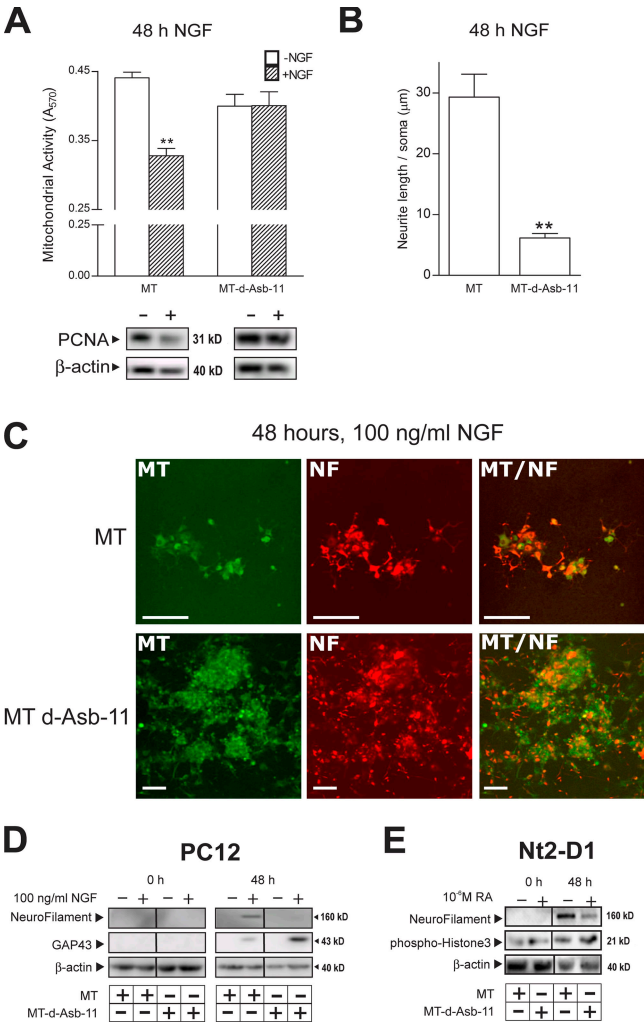 A
48 h NGF
-NGF
+NGF
Mitochondrial Activity (A570)
0.45
0.35
0.25
0.25
0.00
**
MT
MT-d-Asb-11
− + − +
PCNA 31 kD
β-actin 40 kD
B
48 h NGF
Neurite length / soma (μm)
30
20
10
0
**
MT
MT-d-Asb-11
C
48 hours, 100 ng/ml NGF
MT
MT NF MT/NF
MT d-Asb-11
MT NF MT/NF
D
PC12
0 h 48 h
100 ng/ml NGF − + − + − + − +
NeuroFilament 160 kD
GAP43 43 kD
β-actin 40 kD
MT + + − − + + − −
MT-d-Asb-11 − − + + − − + +
E
Nt2-D1
0 h 48 h
10-6M RA − + − +
NeuroFilament 160 kD
phospho-Histone3 21 kD
β-actin 40 kD
MT + − + −
MT-d-Asb-11 − + − +